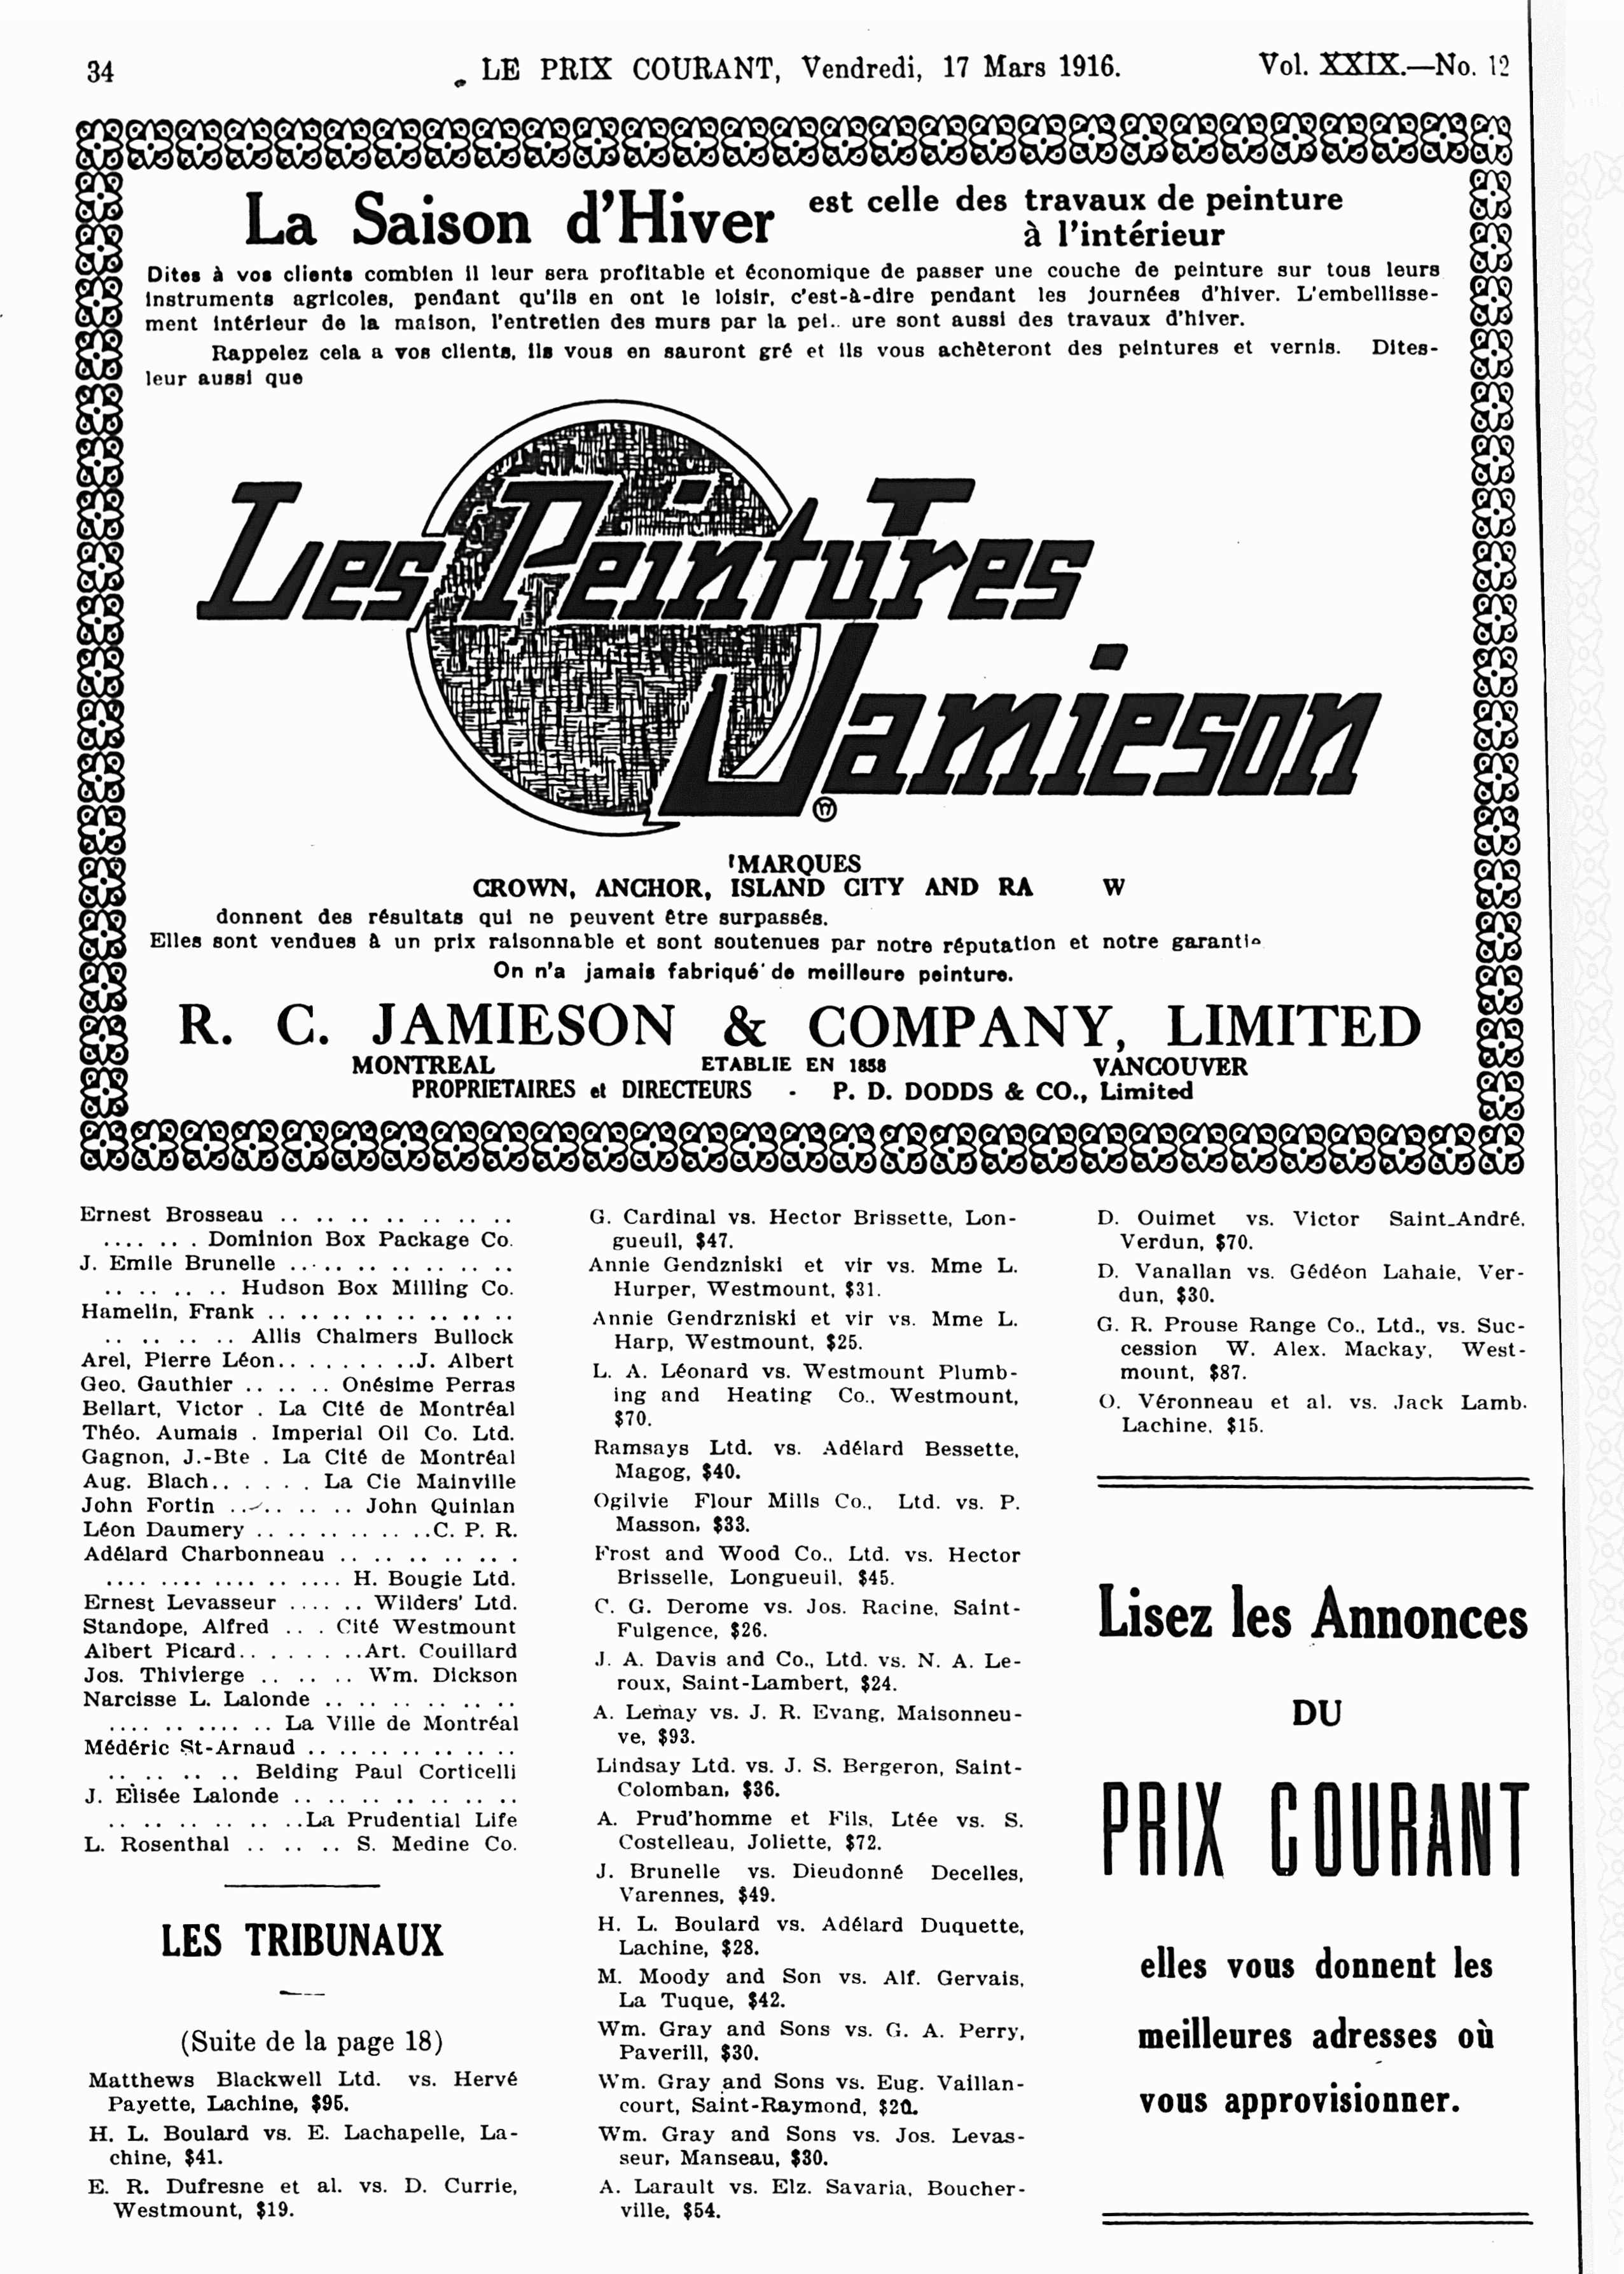 34
LE PRIX COURANT, Vendredi, 17 Mars 1916.
Vol. XXIX.—No. 12
La Saison d'Hiver est celle des travaux de peinture
à l'intérieur
Dites à vos clients combien il leur sera profitable et économique de passer une couche de peinture sur tous leurs
instruments agricoles, pendant qu'ils en ont le loisir, c'est-à-dire pendant les journées d'hiver. L'embellisse-
ment intérieur de la maison, l'entretien des murs par la pei.. ure sont aussi des travaux d'hiver.
Rappelez cela a vos clients, ils vous en sauront gré et ils vous achèteront des peintures et vernis. Dites-
leur aussi que
Les Peintures
Jamieson
MARQUES
CROWN, ANCHOR, ISLAND CITY AND RA W
donnent des résultats qui ne peuvent être surpassés.
Elles sont vendues à un prix raisonnable et sont soutenues par notre réputation et notre garantie
On n'a jamais fabriqué de meilleure peinture.
R. C. JAMIESON & COMPANY, LIMITED
MONTREAL ETABLIE EN 1858 VANCOUVER
PROPRIETAIRES et DIRECTEURS - P. D. DODDS & CO., Limited
Ernest Brosseau .. .. .. .. .. .. .. ..
.... .. . Dominion Box Package Co.
J. Emile Brunelle .. .. .. .. .. .. ..
.. .. .. .. Hudson Box Milling Co.
Hamelin, Frank .. .. .. .. .. .. .. ..
.. .. .. .. Allis Chalmers Bullock
Arel, Pierre Léon.. .. .. .. ..J. Albert
Geo. Gauthier .. .. .. Onésime Perras
Bellart, Victor . La Cité de Montréal
Théo. Aumais . Imperial Oil Co. Ltd.
Gagnon, J.-Bte . La Cité de Montréal
Aug. Blach.. .. .. . La Cie Mainville
John Fortin .. .. .. .. John Quinlan
Léon Daumery .. .. .. .. .. ..C. P. R.
Adélard Charbonneau .. .. .. .. .. .
.... .... .... .. .... H. Bougie Ltd.
Ernest Levasseur .... .. Wilders' Ltd.
Standope, Alfred .. . Cité Westmount
Albert Picard.. .. .. ..Art. Couillard
Jos. Thivierge .. .. .. Wm. Dickson
Narcisse L. Lalonde .. .. .. .. .. ..
.... .. .... .. La Ville de Montréal
Médéric St-Arnaud .. .. .. .. .. .. ..
.. .. .. .. Belding Paul Corticelli
J. Elisée Lalonde .. .. .. .. .. .. ..
.. .. .. .. .. ..La Prudential Life
L. Rosenthal .. .. .. S. Medine Co.
LES TRIBUNAUX
(Suite de la page 18)
Matthews Blackwell Ltd. vs. Hervé
Payette, Lachine, $95.
H. L. Boulard vs. E. Lachapelle, La-
chine, $41.
E. R. Dufresne et al. vs. D. Currie,
Westmount, $19.
G. Cardinal vs. Hector Brissette, Lon-
gueuil, $47.
Annie Gendzniski et vir vs. Mme L.
Hurper, Westmount, $31.
Annie Gendrzniski et vir vs. Mme L.
Harp, Westmount, $25.
L. A. Léonard vs. Westmount Plumb-
ing and Heating Co., Westmount,
$70.
Ramsays Ltd. vs. Adélard Bessette,
Magog, $40.
Ogilvie Flour Mills Co., Ltd. vs. P.
Masson, $33.
Frost and Wood Co., Ltd. vs. Hector
Brisselle, Longueuil, $45.
C. G. Derome vs. Jos. Racine, Saint-
Fulgence, $26.
J. A. Davis and Co., Ltd. vs. N. A. Le-
roux, Saint-Lambert, $24.
A. Lemay vs. J. R. Evang, Maisonneu-
ve, $93.
Lindsay Ltd. vs. J. S. Bergeron, Saint-
Colomban, $36.
A. Prud'homme et Fils, Ltée vs. S.
Costelleau, Joliette, $72.
J. Brunelle vs. Dieudonné Decelles,
Varennes, $49.
H. L. Boulard vs. Adélard Duquette,
Lachine, $28.
M. Moody and Son vs. Alf. Gervais,
La Tuque, $42.
Wm. Gray and Sons vs. G. A. Perry,
Paverill, $30.
Wm. Gray and Sons vs. Eug. Vaillan-
court, Saint-Raymond, $20.
Wm. Gray and Sons vs. Jos. Levas-
seur, Manseau, $30.
A. Larault vs. Elz. Savaria, Boucher-
ville, $54.
D. Ouimet vs. Victor Saint-André,
Verdun, $70.
D. Vanallan vs. Gédéon Lahaie, Ver-
dun, $30.
G. R. Prouse Range Co., Ltd., vs. Suc-
cession W. Alex. Mackay, West-
mount, $87.
O. Véronneau et al. vs. Jack Lamb,
Lachine, $15.
Lisez les Annonces
DU
PRIX COURANT
elles vous donnent les
meilleures adresses où
vous approvisionner.